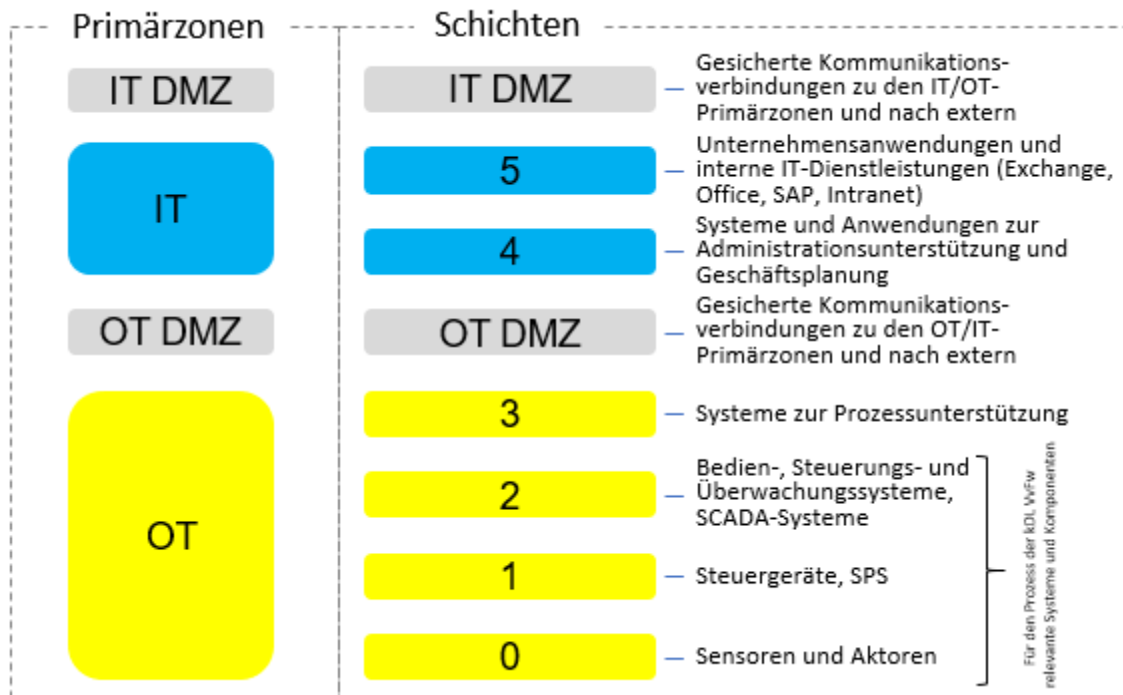 Primärzonen
Schichten
IT DMZ
IT DMZ
Gesicherte Kommunikations-
verbindungen zu den IT/OT-
Primärzonen und nach extern
IT
5
Unternehmensanwendungen und
interne IT-Dienstleistungen (Exchange,
Office, SAP, Intranet)
4
Systeme und Anwendungen zur
Administrationsunterstützung und
Geschäftsplanung
OT DMZ
OT DMZ
Gesicherte Kommunikations-
verbindungen zu den OT/IT-
Primärzonen und nach extern
OT
3
Systeme zur Prozessunterstützung
2
Bedien-, Steuerungs- und
Überwachungssysteme,
SCADA-Systeme
1
Steuergeräte, SPS
0
Sensoren und Aktoren
Für den Prozess der kDL VvFw
relevante Systeme und Komponenten